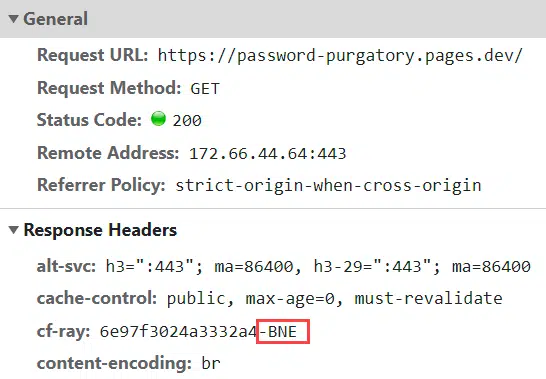 General
Request URL: https://password-purgatory.pages.dev/
Request Method: GET
Status Code: 200
Remote Address: 172.66.44.64:443
Referrer Policy: strict-origin-when-cross-origin
Response Headers
alt-svc: h3=":443"; ma=86400, h3-29=":443"; ma=86400
cache-control: public, max-age=0, must-revalidate
cf-ray: 6e97f3024a3332a4-BNE
content-encoding: br